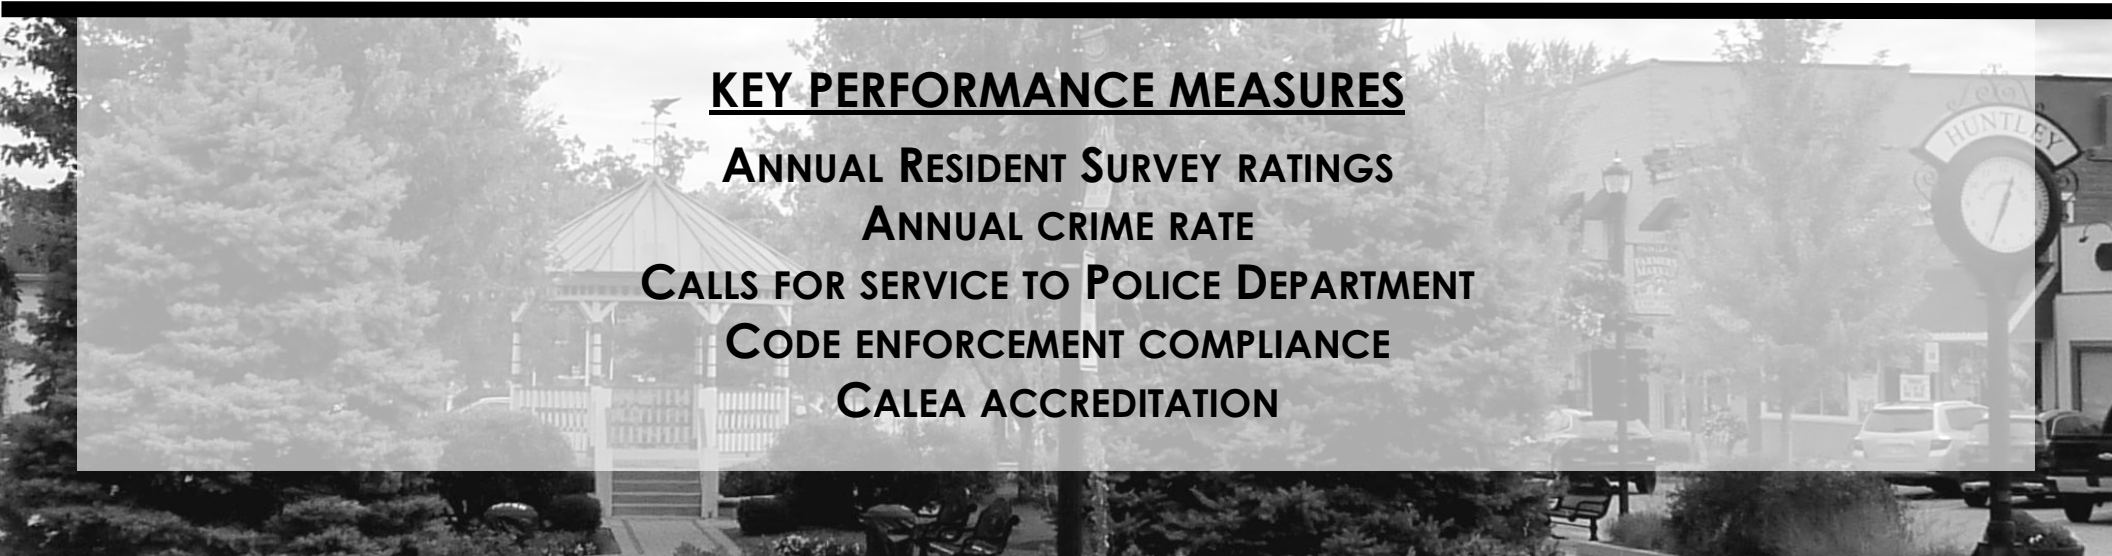 KEY PERFORMANCE MEASURES
ANNUAL RESIDENT SURVEY RATINGS
ANNUAL CRIME RATE
CALLS FOR SERVICE TO POLICE DEPARTMENT
CODE ENFORCEMENT COMPLIANCE
CALEA ACCREDITATION
HUNTLEY